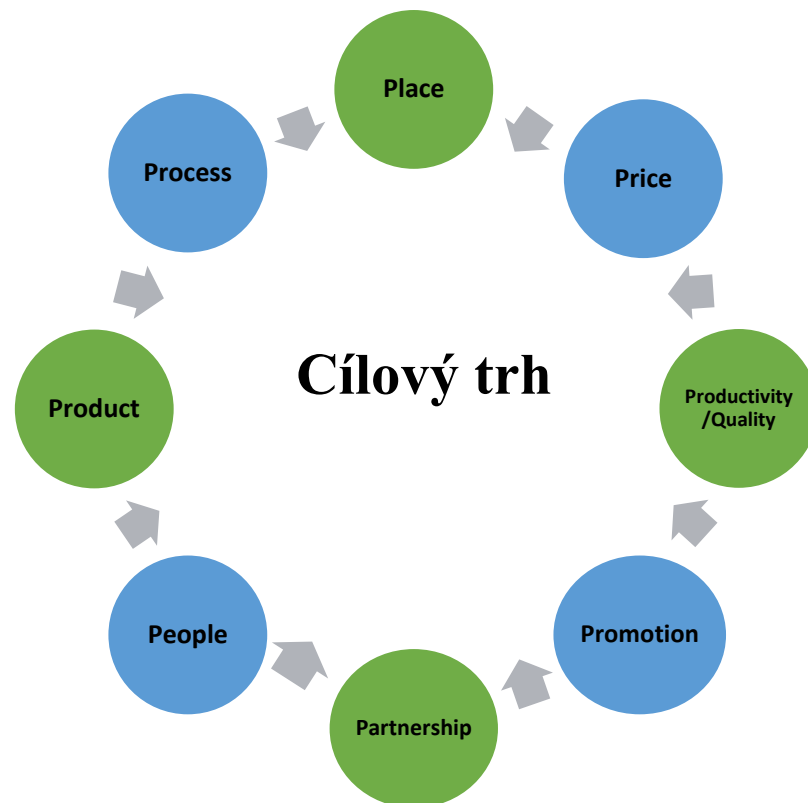 Place
Process
Price
Cílový trh
Product
Productivity
/Quality
People
Promotion
Partnership